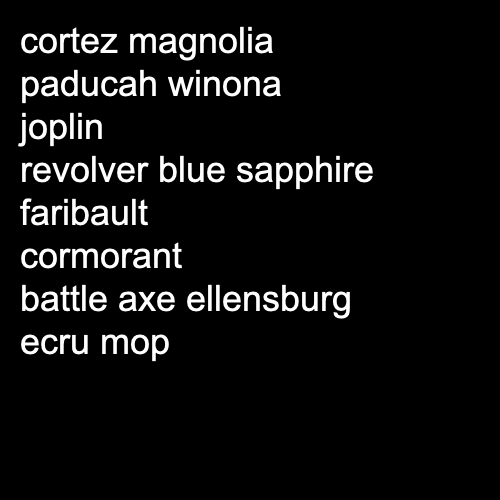 cortez magnolia
paducah winona
joplin
revolver blue sapphire
faribault
cormorant
battle axe ellensburg
ecru mop